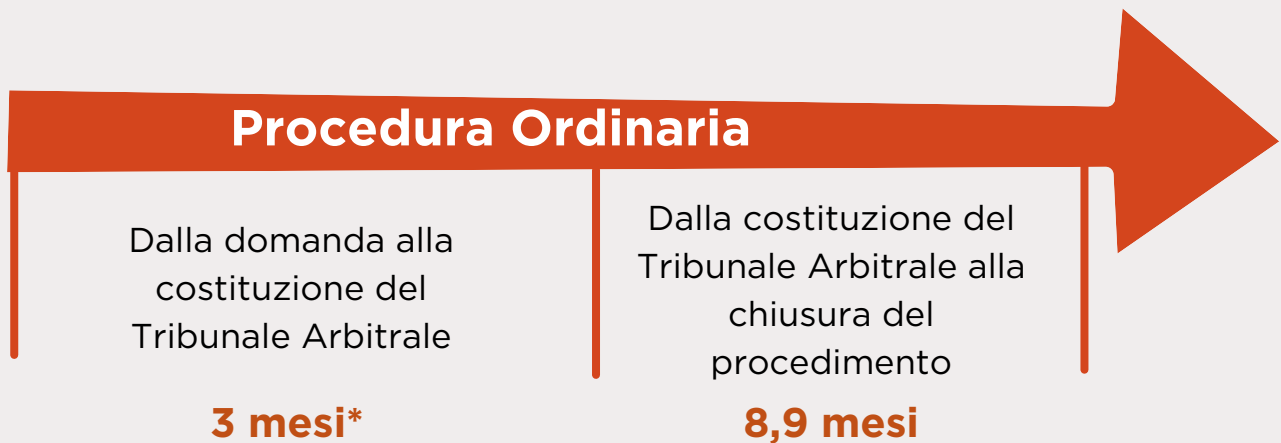 Procedura Ordinaria
Dalla domanda alla
costituzione del
Tribunale Arbitrale
3 mesi*
Dalla costituzione del
Tribunale Arbitrale alla
chiusura del
procedimento
8,9 mesi